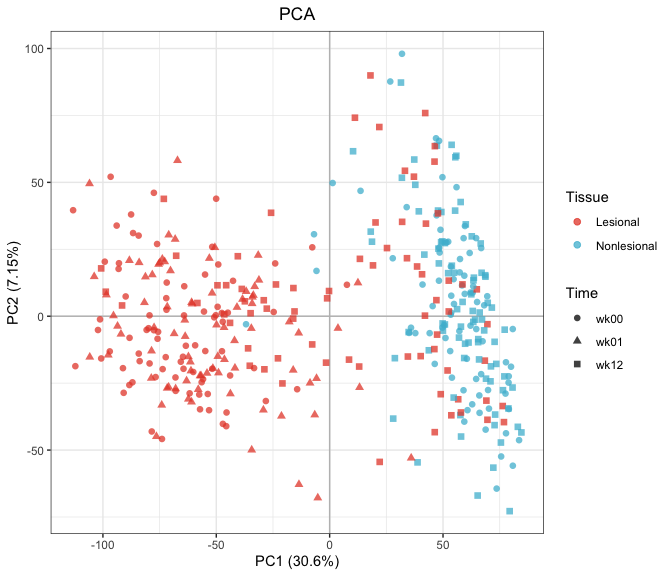 PCA
100
50
0
-50
-100
-50
0
50
PC1 (30.6%)
PC2 (7.15%)
Tissue
Lesional
Nonlesional
Time
wk00
wk01
wk12